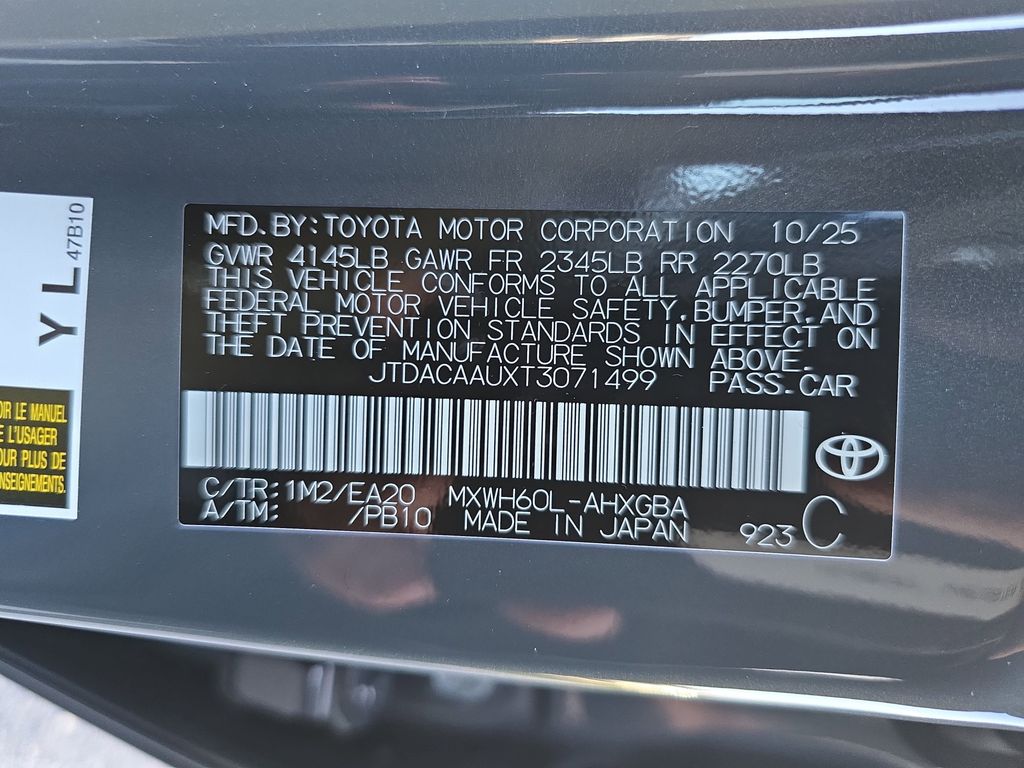 MFD.BY:TOYOTA MOTOR CORPORATION 10/25
GVWR 4145LB GAWR FR 2345LB RR 2270LB
THIS VEHICLE CONFORMS TO ALL APPLICABLE
FEDERAL MOTOR VEHICLE SAFETY,BUMPER,AND
THEFT PREVENTION STANDARDS IN EFFECT ON
THE DATE OF MANUFACTURE SHOWN ABOVE.
JTDACAAUXT3071499 PASS.CAR
C/TR:1M2/EA20 MXWH60L-AHXGBA
A/TM: /PB10 MADE IN JAPAN 923 C
Y L
47B10
LE MANUEL
L'USAGER
PLUS DE